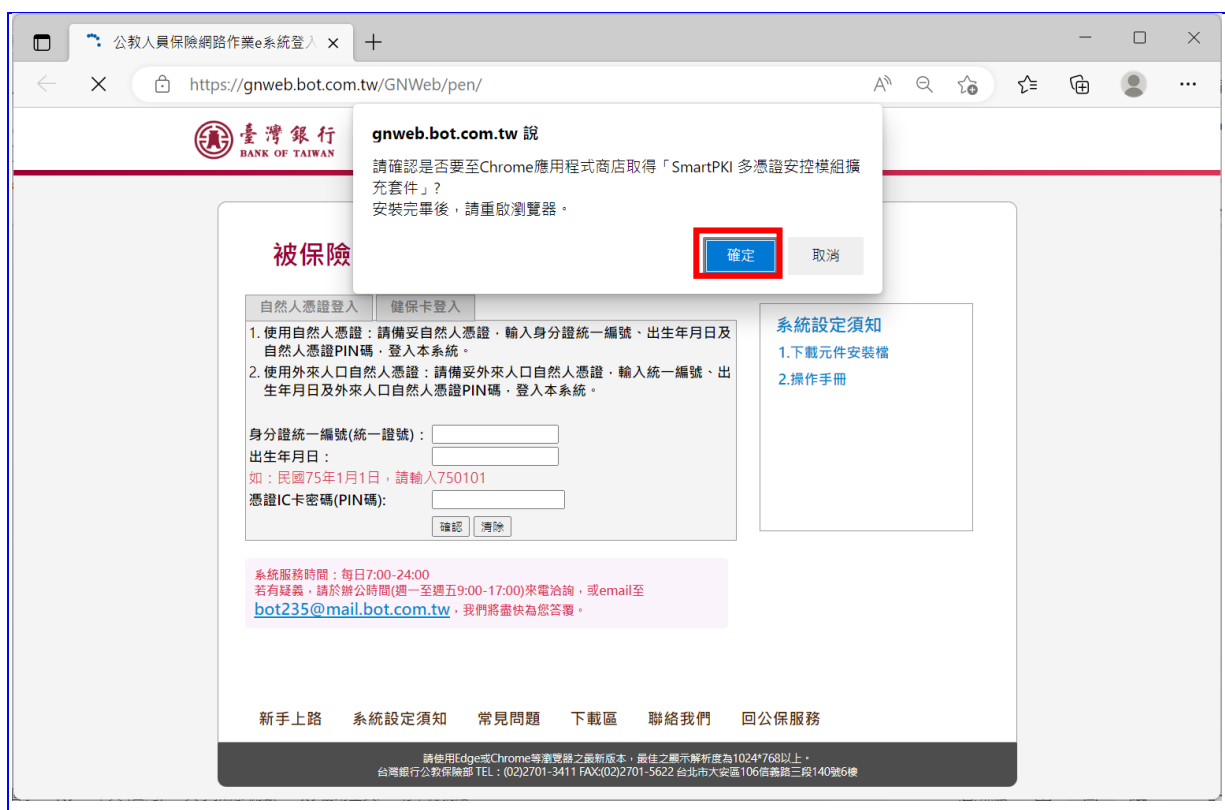 公教人員保險網路作業e系統登入
https://gnweb.bot.com.tw/GNWeb/pen/
臺灣銀行
BANK OF TAIWAN
gnweb.bot.com.tw 說
請確認是否要至Chrome應用程式商店取得「SmartPKI 多憑證安控模組擴
充套件」?
安裝完畢後，請重啟瀏覽器。
確定
取消
被保險
自然人憑證登入
健保卡登入
1. 使用自然人憑證：請備妥自然人憑證，輸入身分證統一編號、出生年月日及
自然人憑證PIN碼，登入本系統。
2. 使用外來人口自然人憑證：請備妥外來人口自然人憑證，輸入統一編號、出
生年月日及外來人口自然人憑證PIN碼，登入本系統。
身分證統一編號(統一證號)：
出生年月日：
如：民國75年1月1日，請輸入750101
憑證IC卡密碼(PIN碼):
確認
清除
系統設定須知
1.下載元件安裝檔
2.操作手冊
系統服務時間：每日7:00-24:00
若有疑義，請於辦公時間(週一至週五9:00-17:00)來電洽詢，或email至
bot235@mail.bot.com.tw，我們將盡快為您答覆。
新手上路
系統設定須知
常見問題
下載區
聯絡我們
回公保服務
請使用Edge或Chrome等瀏覽器之最新版本，最佳之顯示解析度為1024*768以上。
台灣銀行公教保險部 TEL：(02)2701-3411 FAX:(02)2701-5622 台北市大安區106信義路三段140號6樓